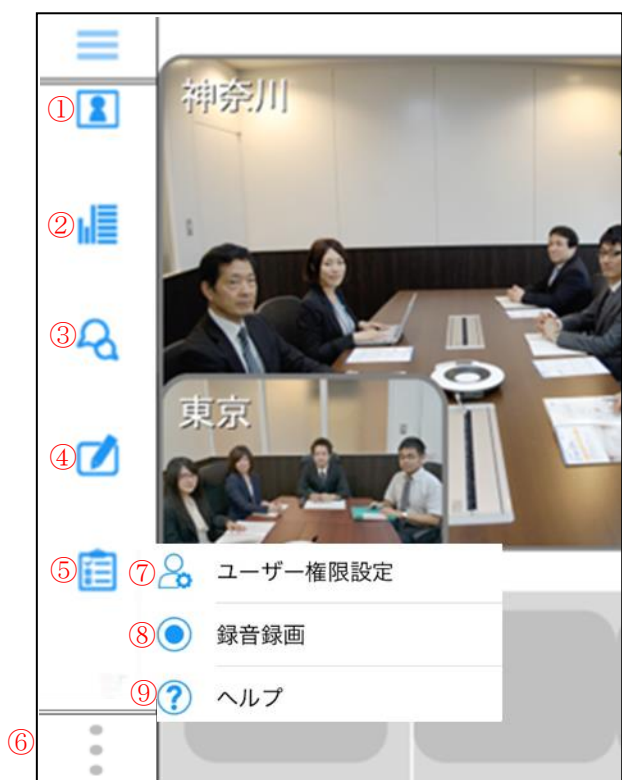 ①
神奈川
②
③
東京
④
⑤
⑦ ユーザー権限設定
⑧ 録音録画
⑨ ヘルプ
⑥